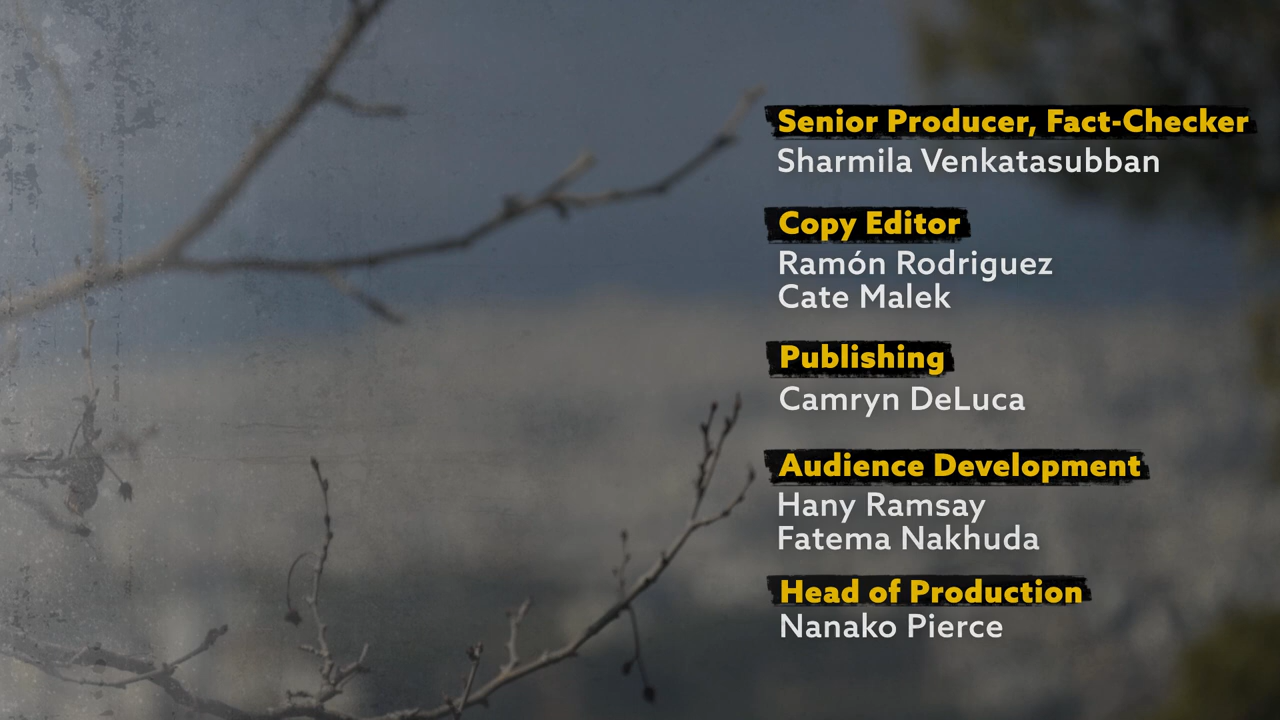 Senior Producer, Fact-Checker
Sharmila Venkatasubban
Copy Editor
Ramón Rodriguez
Cate Malek
Publishing
Camryn DeLuca
Audience Development
Hany Ramsay
Fatema Nakhuda
Head of Production
Nanako Pierce